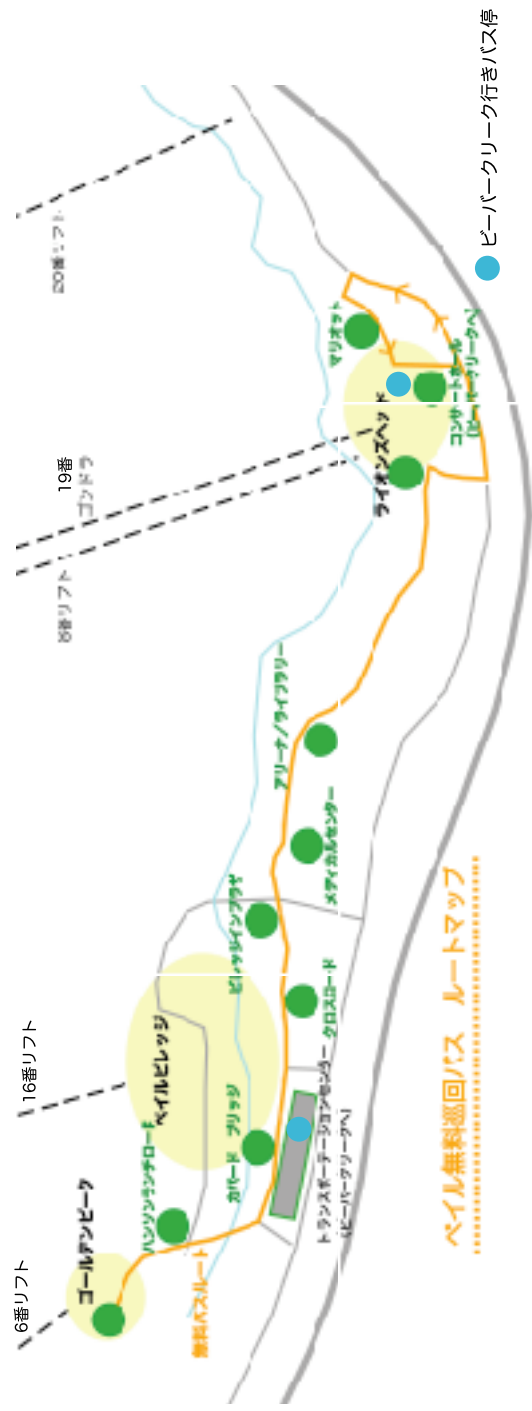 ベイル無料巡回バス ルートマップ
6番リフト
16番リフト
8番リフト
19番
ゴンドラ
20番リフト
ゴールデンピーク
ハンソンランチロード
無料バスルート
ベイルビレッジ
カバード ブリッジ
トランスポーテーションセンター
(ビーバークリークへ)
クロスロード
ビレッジインプラザ
メディカルセンター
アリーナ/ライブラリー
ライオンズヘッド
コンサートホール
(ビーバークリークへ)
マリオット
ビーバークリーク行きバス停